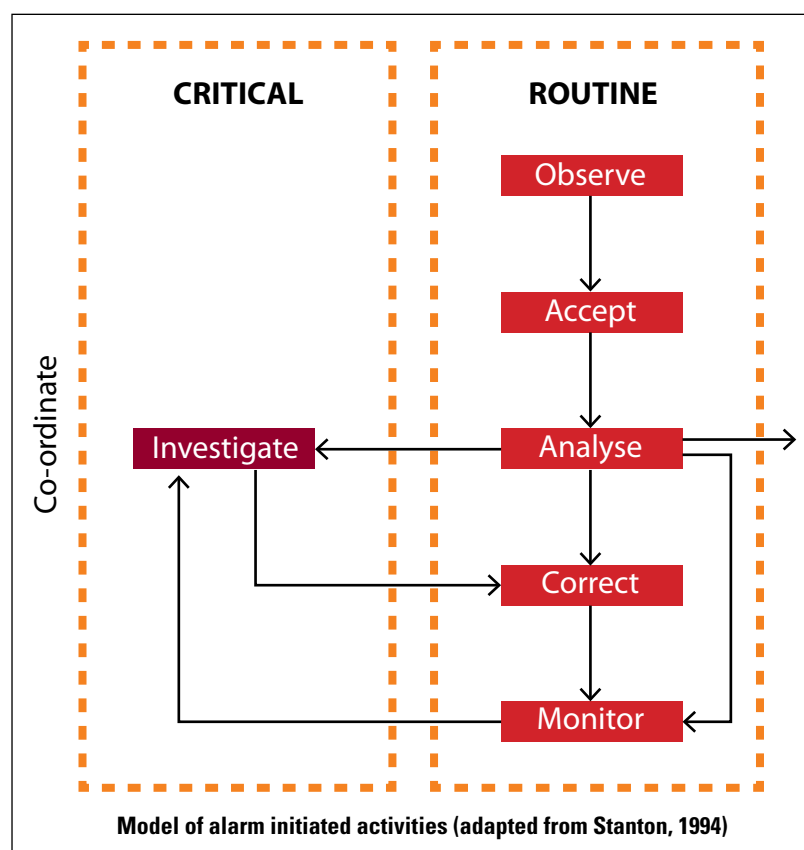 CRITICAL
ROUTINE
Observe
Accept
Co-ordinate
Investigate
Analyse
Correct
Monitor
Model of alarm initiated activities (adapted from Stanton, 1994)